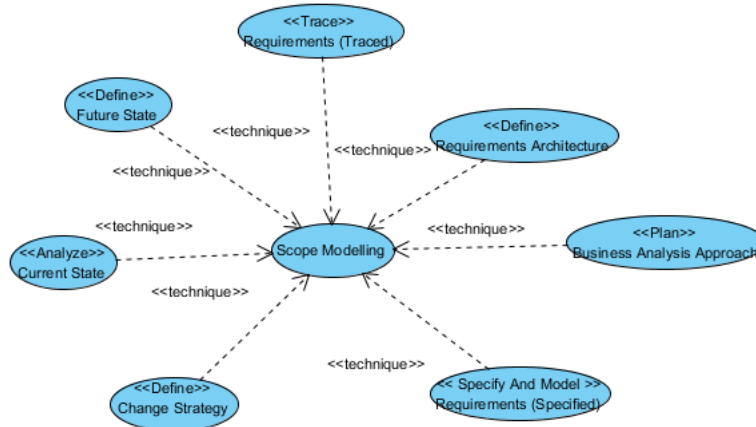 <<Trace>>
Requirements (Traced)
<<Define>>
Future State
<<technique>>
<<Define>>
Requirements Architecture
<<technique>>
<<technique>>
<<technique>>
<<technique>>
<<Plan>>
Business Analysis Approach
<<Analyze>>
Current State
Scope Modelling
<<technique>>
<<technique>>
<<Define>>
Change Strategy
<< Specify And Model >>
Requirements (Specified)